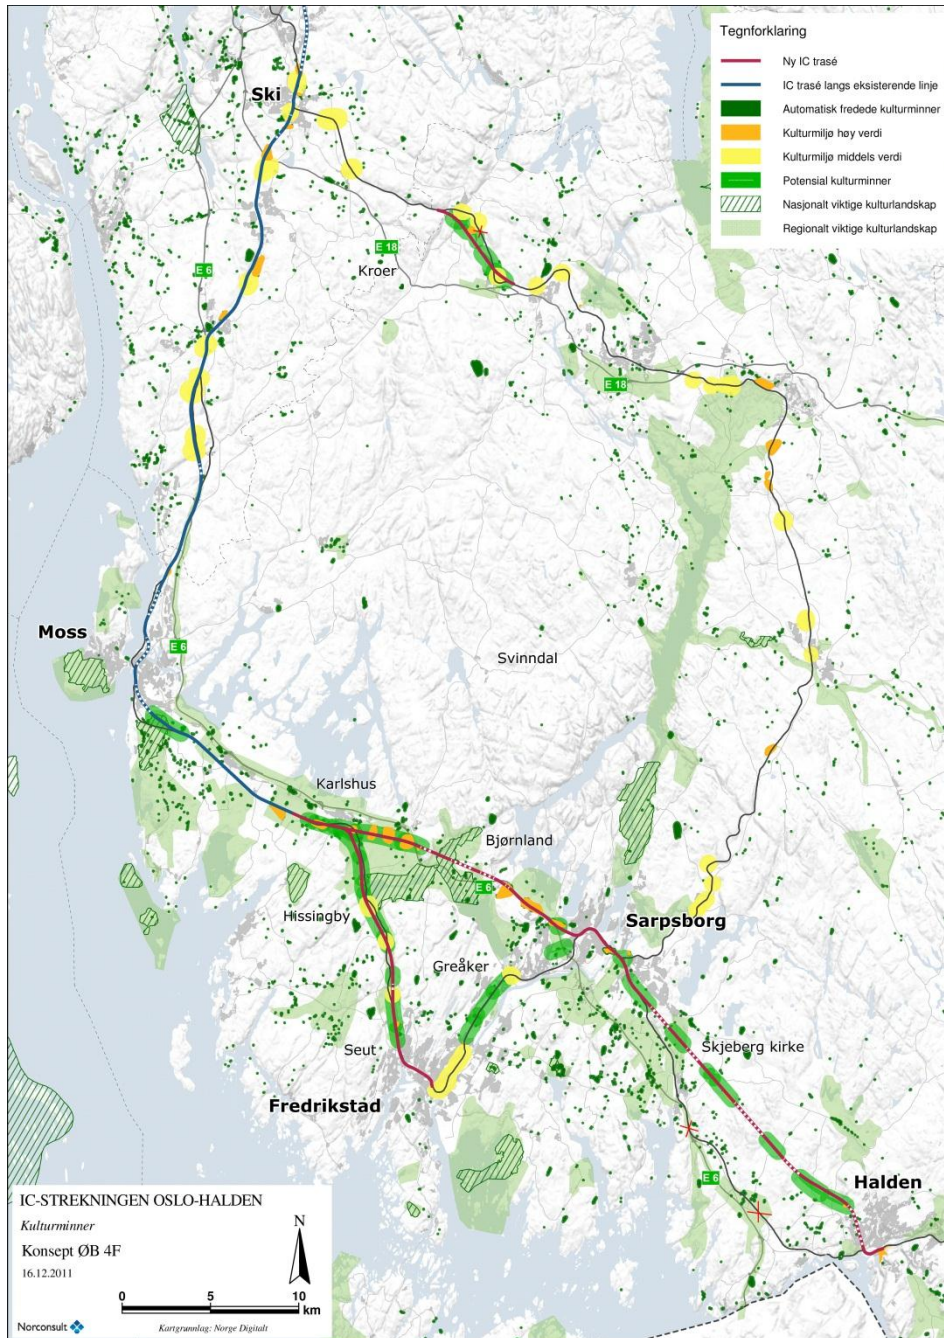 Tegnforklaring
Ny IC trasé
IC trasé langs eksisterende linje
Automatisk fredede kulturminner
Kulturmiljø høy verdi
Kulturmiljø middels verdi
Potensial kulturminner
Nasjonalt viktige kulturlandskap
Regionalt viktige kulturlandskap
Ski
E 18
E 6
Kroer
E 18
Moss
E 6
Svinndal
Karlshus
Bjørnland
E 6
Hissingby
Sarpsborg
Greåker
Seut
Skjeberg kirke
Fredrikstad
E 6
Halden
IC-STREKNINGEN OSLO-HALDEN
Kulturminner
Konsept ØB 4F
16.12.2011
N
0 5 10
km
Norconsult
Kartgrunnlag: Norge Digitalt